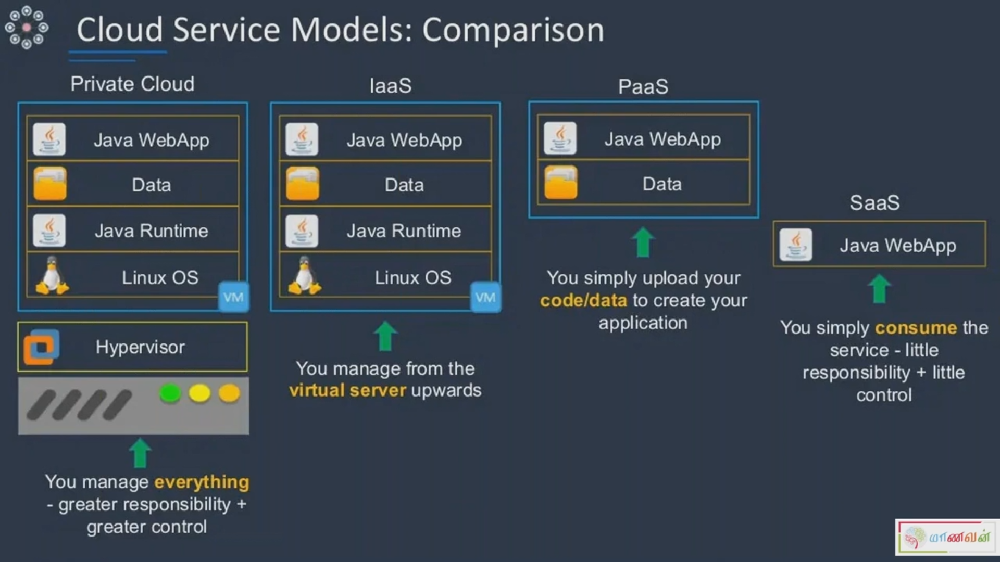 Cloud Service Models: Comparison
Private Cloud
Java WebApp
Data
Java Runtime
Linux OS
VM
Hypervisor
You manage everything
- greater responsibility +
greater control
IaaS
Java WebApp
Data
Java Runtime
Linux OS
VM
You manage from the
virtual server upwards
PaaS
Java WebApp
Data
You simply upload your
code/data to create your
application
SaaS
Java WebApp
You simply consume the
service - little
responsibility + little
control
மாணவன்